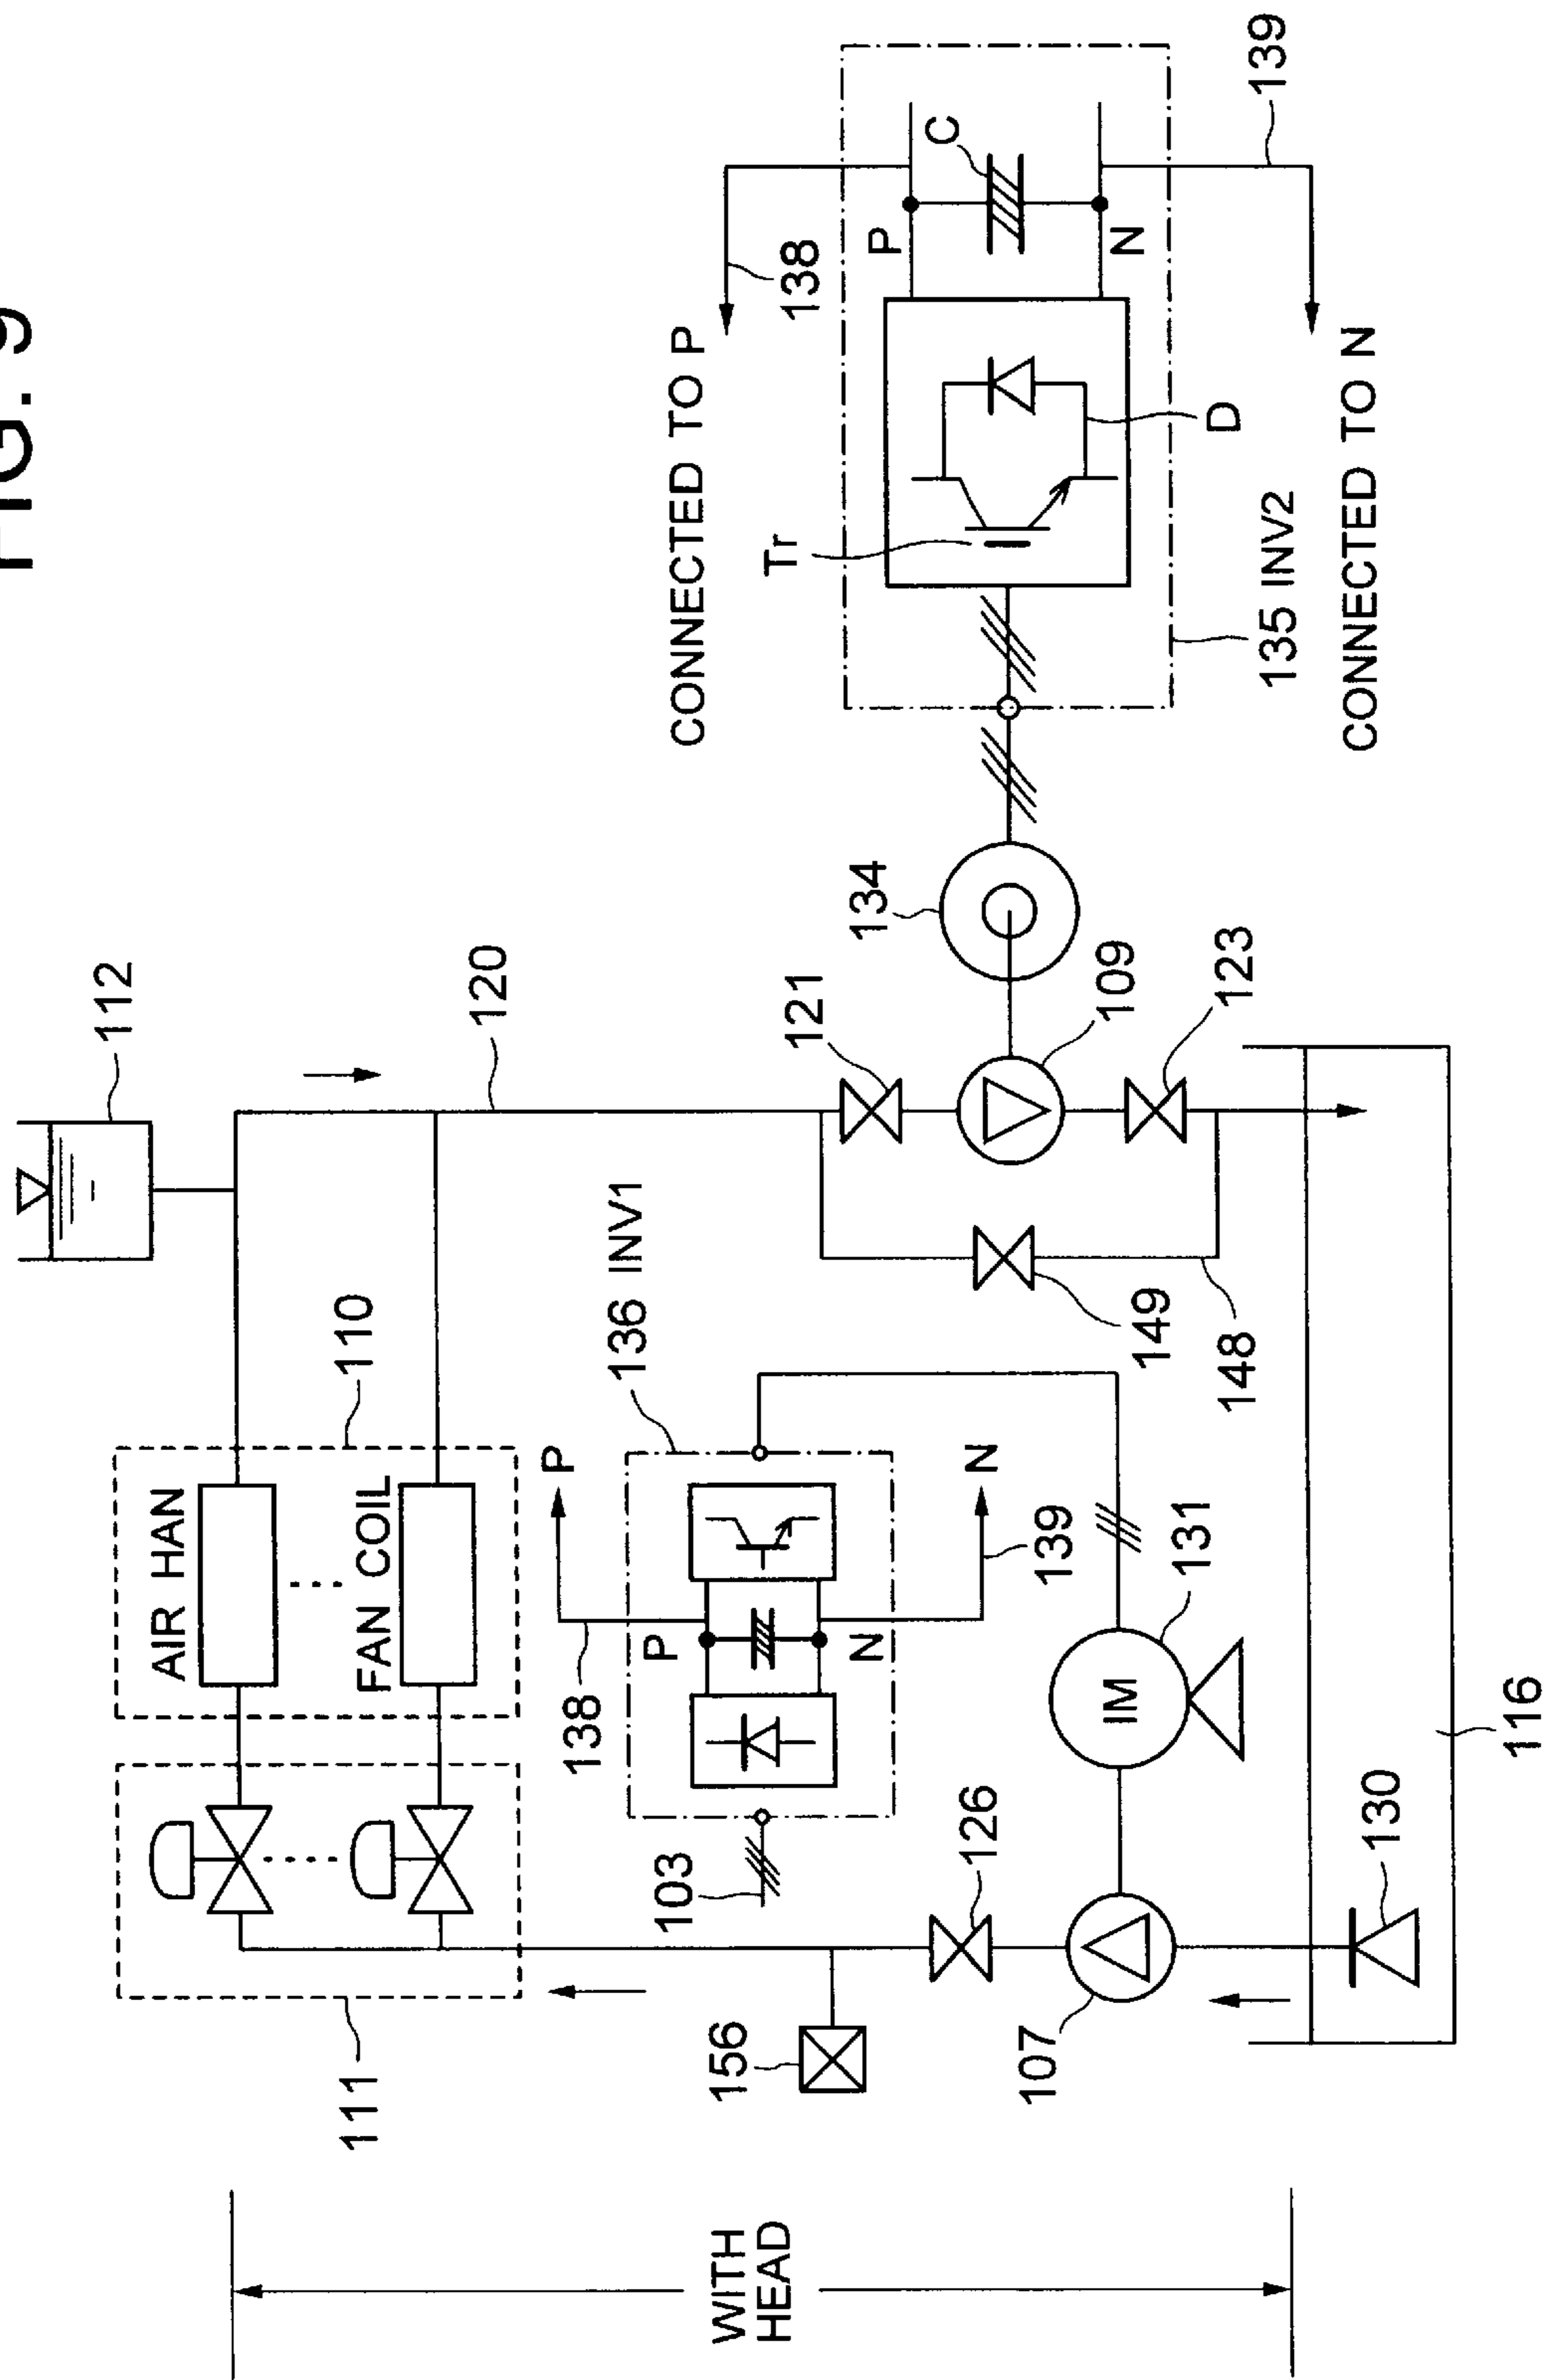 FIG. 9
112
120
110
AIR HAN
FAN COIL
111
136 INV1
P
138
P
N
N
139
103
126
156
107
IM
131
130
116
121
134
109
123
149
148
CONNECTED TO P
138
Tr
P
C
N
D
135 INV2
139
CONNECTED TO N
WITH
HEAD